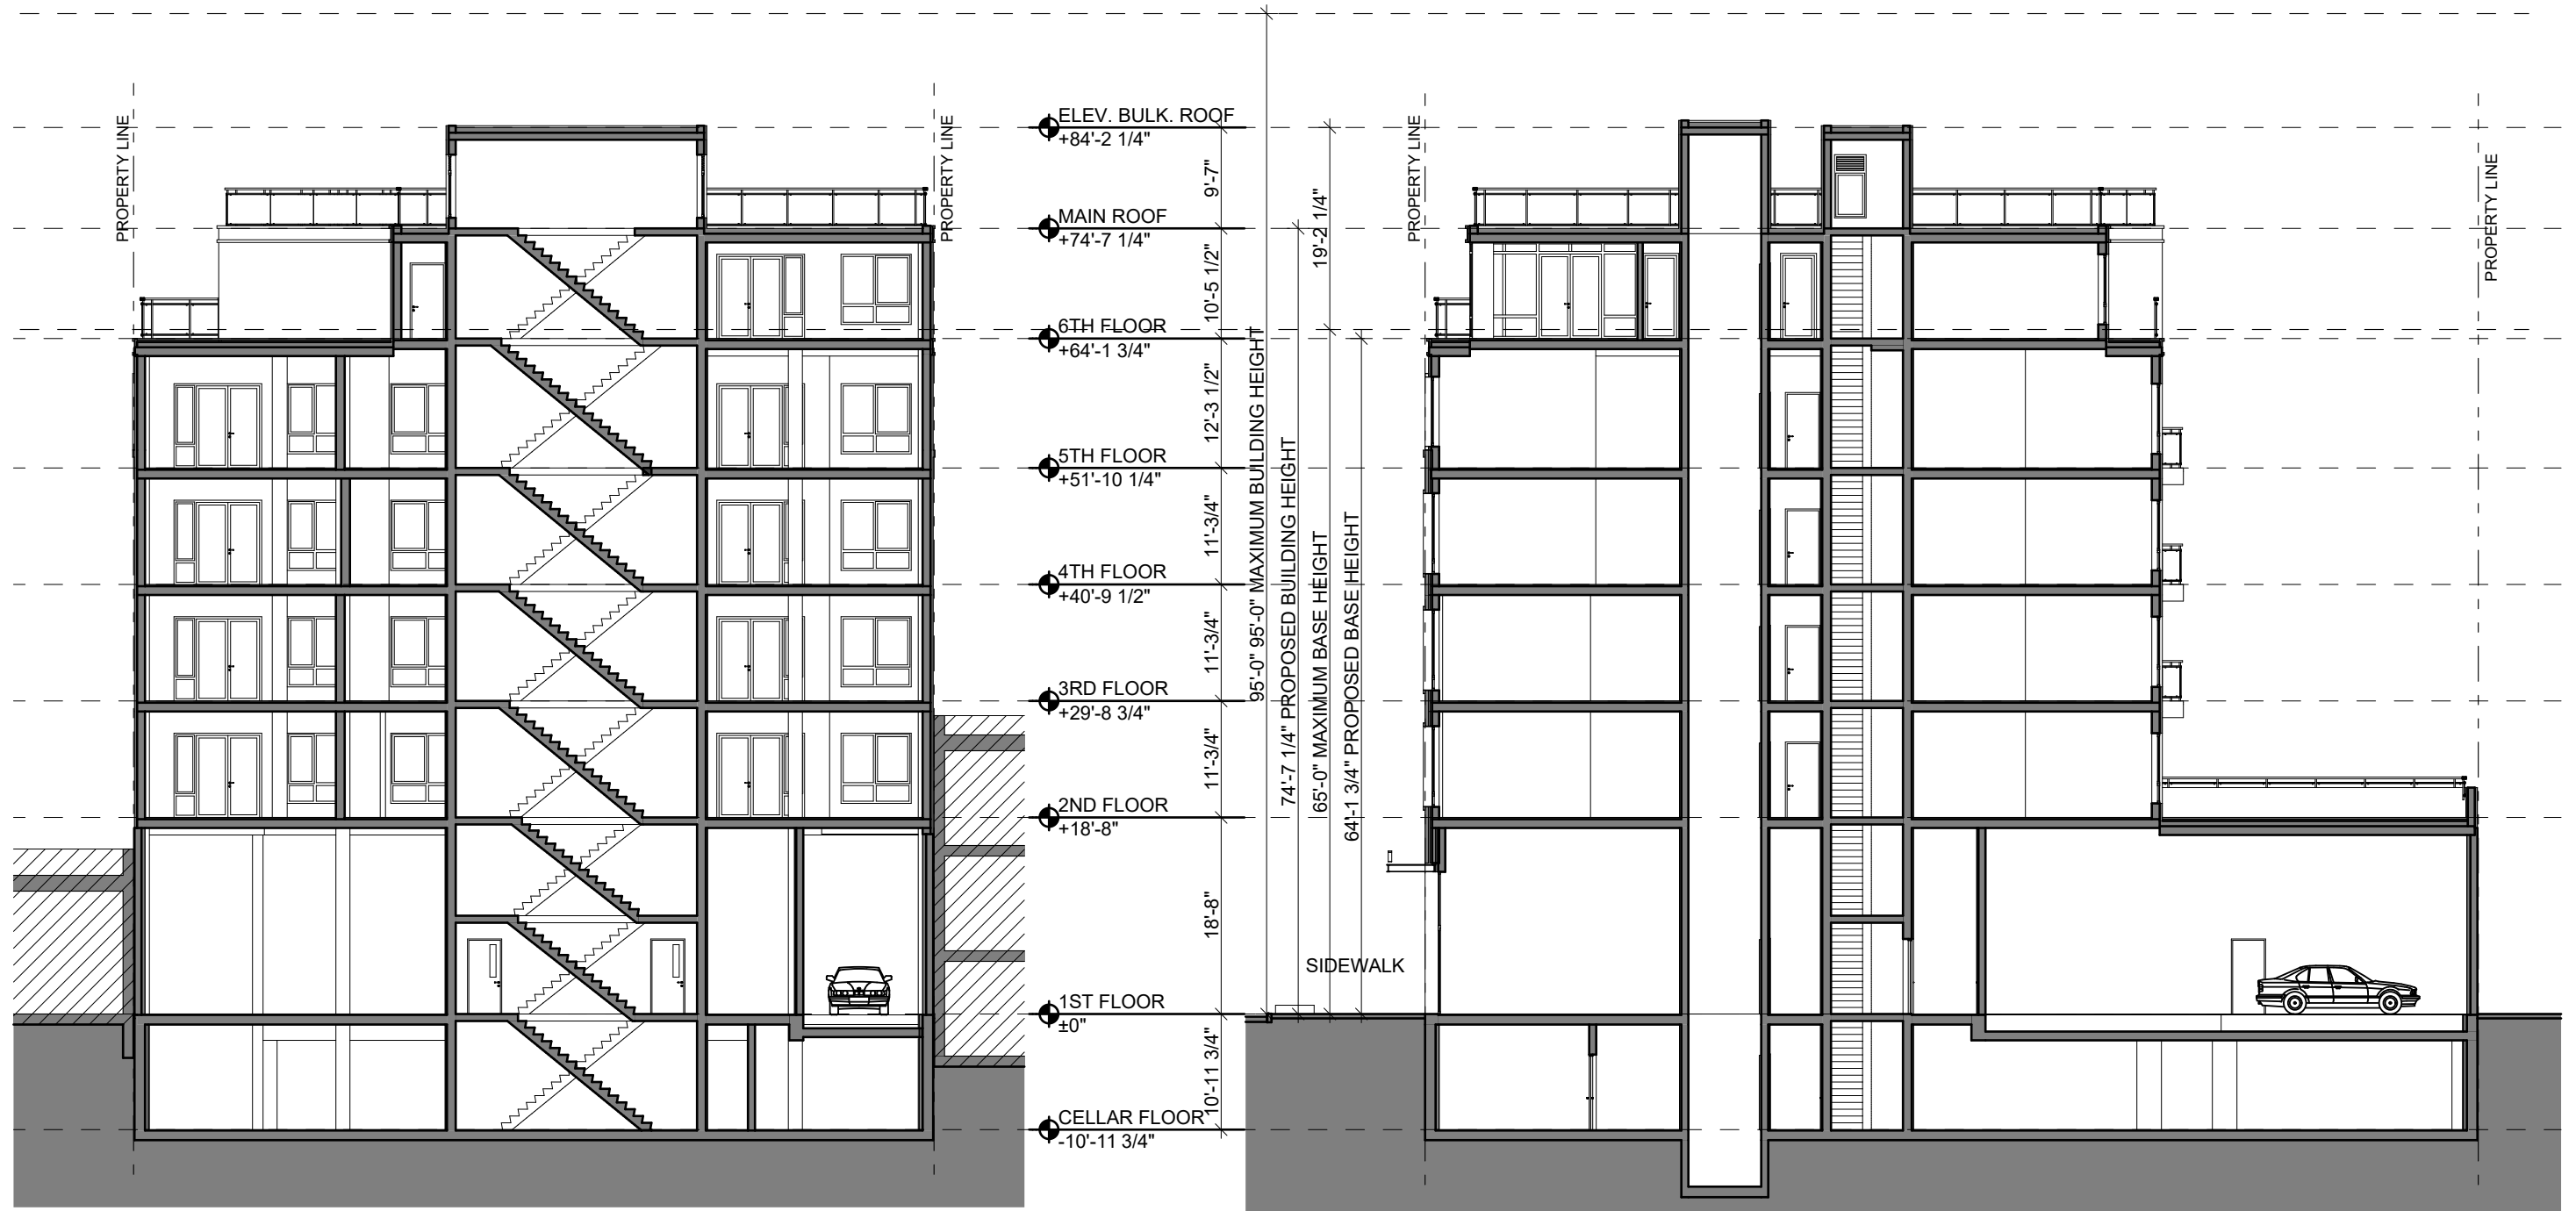 PROPERTY LINE
PROPERTY LINE
ELEV. BULK. ROOF
+84'-2 1/4"
MAIN ROOF
+74'-7 1/4"
6TH FLOOR
+64'-1 3/4"
5TH FLOOR
+51'-10 1/4"
4TH FLOOR
+40'-9 1/2"
3RD FLOOR
+29'-8 3/4"
2ND FLOOR
+18'-8"
1ST FLOOR
±0"
CELLAR FLOOR
-10'-11 3/4"
9'-7"
10'-5 1/2"
12'-3 1/2"
11'-3/4"
11'-3/4"
11'-3/4"
18'-8"
10'-11 3/4"
95'-0" 95'-0" MAXIMUM BUILDING HEIGHT
74'-7 1/4" PROPOSED BUILDING HEIGHT
19'-2 1/4"
65'-0" MAXIMUM BASE HEIGHT
64'-1 3/4" PROPOSED BASE HEIGHT
SIDEWALK
PROPERTY LINE
PROPERTY LINE